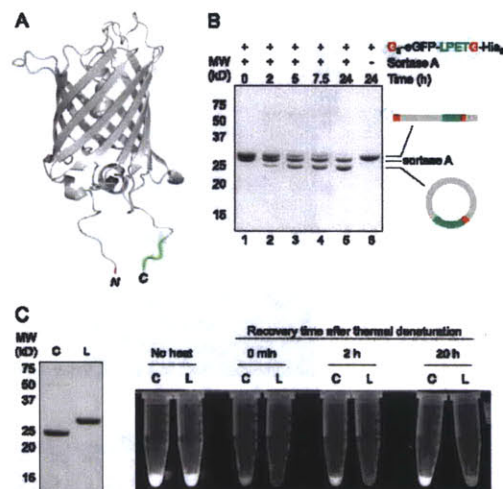 A
N
C
B
+ + + + + + G5-eGFP-LPETG-His6
+ + + + + - Sortase A
MW
(kD)
0 2 5 7.5 24 24 Time (h)
75
50
37
25
20
15
sortase A
1 2 3 4 5 6
C
MW
(kD)
C L
75
50
37
25
20
15
Recovery time after thermal denaturation
No heat 0 min 2 h 20 h
C L C L C L C L